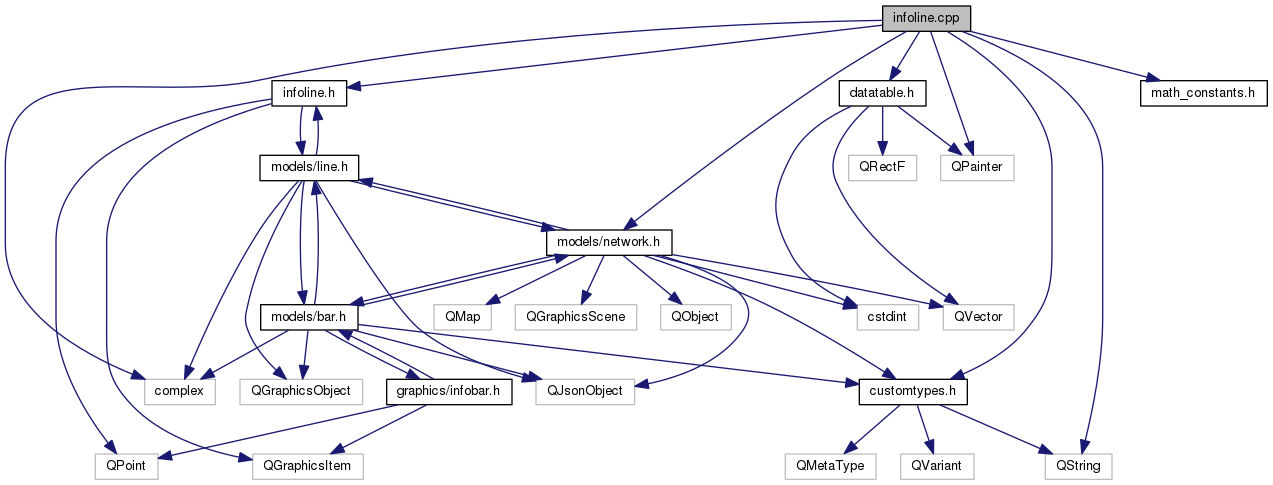 infoline.cpp
infoline.h
datatable.h
math_constants.h
models/line.h
QRectF
QPainter
models/network.h
models/bar.h
QMap
QGraphicsScene
QObject
cstdint
QVector
complex
QGraphicsObject
graphics/infobar.h
QJsonObject
customtypes.h
QPoint
QGraphicsItem
QMetaType
QVariant
QString